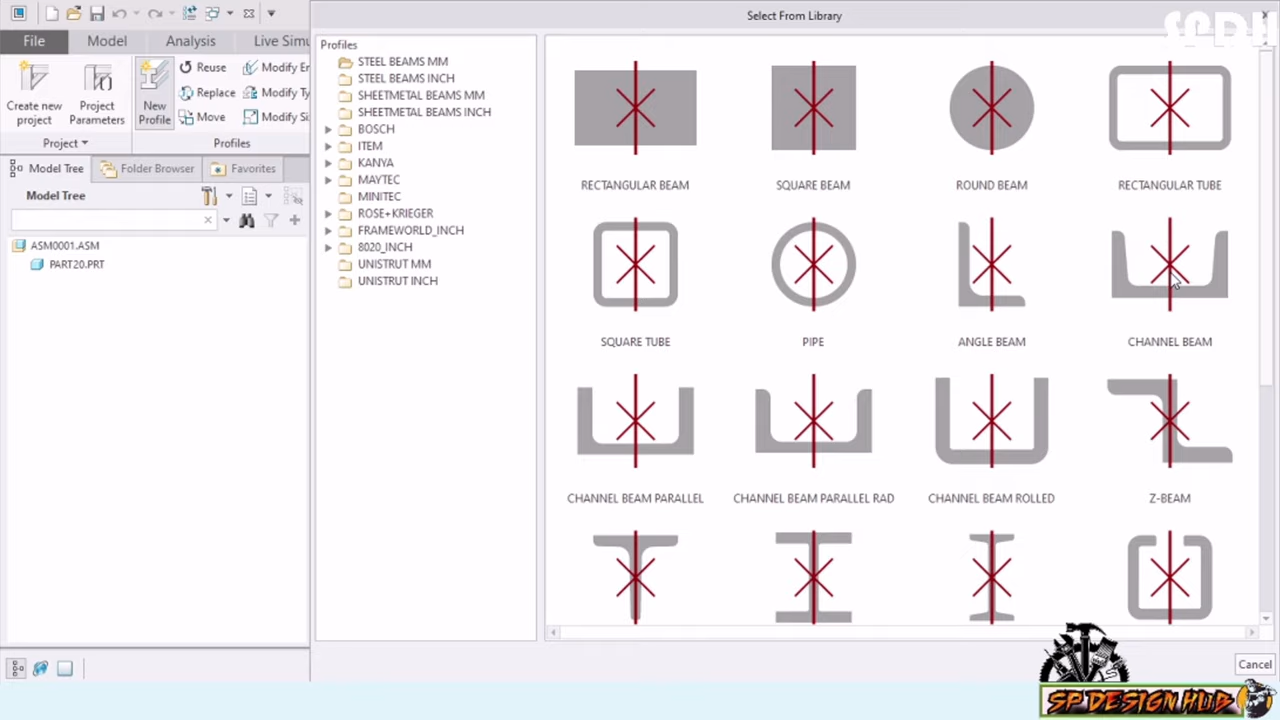 Select From Library
SPDH
File
Model
Analysis
Live Simu
Create new project
Project Parameters
New Profile
Reuse
Replace
Move
Modify En
Modify Ty
Modify Si
Project
Profiles
Model Tree
Folder Browser
Favorites
Model Tree
ASM0001.ASM
PART20.PRT
Profiles
STEEL BEAMS MM
STEEL BEAMS INCH
SHEETMETAL BEAMS MM
SHEETMETAL BEAMS INCH
BOSCH
ITEM
KANYA
MAYTEC
MINITEC
ROSE+KRIEGER
FRAMEWORLD_INCH
8020_INCH
UNISTRUT MM
UNISTRUT INCH
RECTANGULAR BEAM
SQUARE BEAM
ROUND BEAM
RECTANGULAR TUBE
SQUARE TUBE
PIPE
ANGLE BEAM
CHANNEL BEAM
CHANNEL BEAM PARALLEL
CHANNEL BEAM PARALLEL RAD
CHANNEL BEAM ROLLED
Z-BEAM
Cancel
SP DESIGN HUB